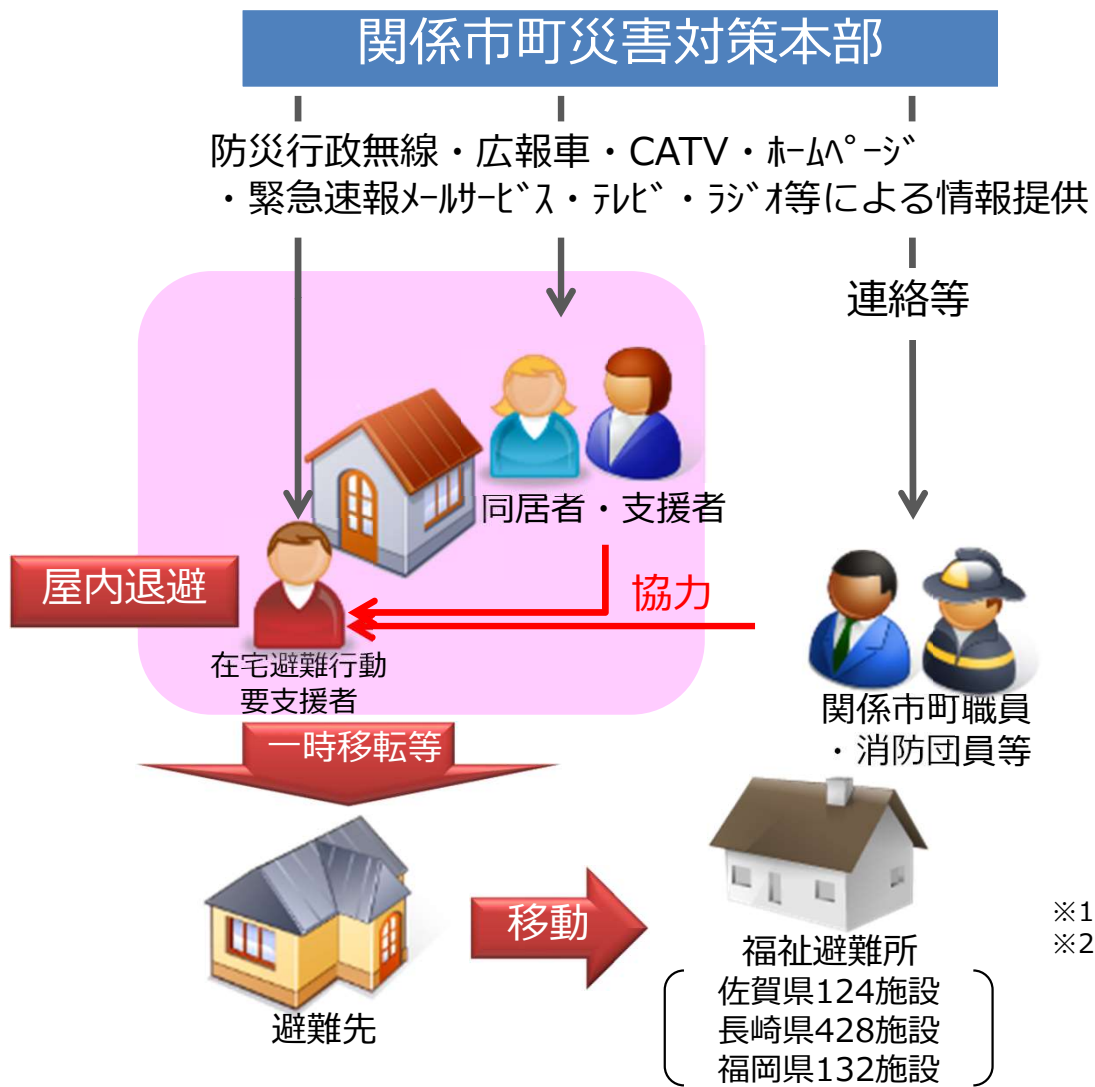 関係市町災害対策本部
防災行政無線・広報車・CATV・ﾎｰﾑﾍﾟｰｼﾞ
・緊急速報ﾒｰﾙｻｰﾋﾞｽ・ﾃﾚﾋﾞ・ﾗｼﾞｵ等による情報提供
連絡等
同居者・支援者
屋内退避
協力
在宅避難行動
要支援者
関係市町職員
・消防団員等
一時移転等
移動
避難先
福祉避難所
佐賀県124施設
長崎県428施設
福岡県132施設
※1
※2